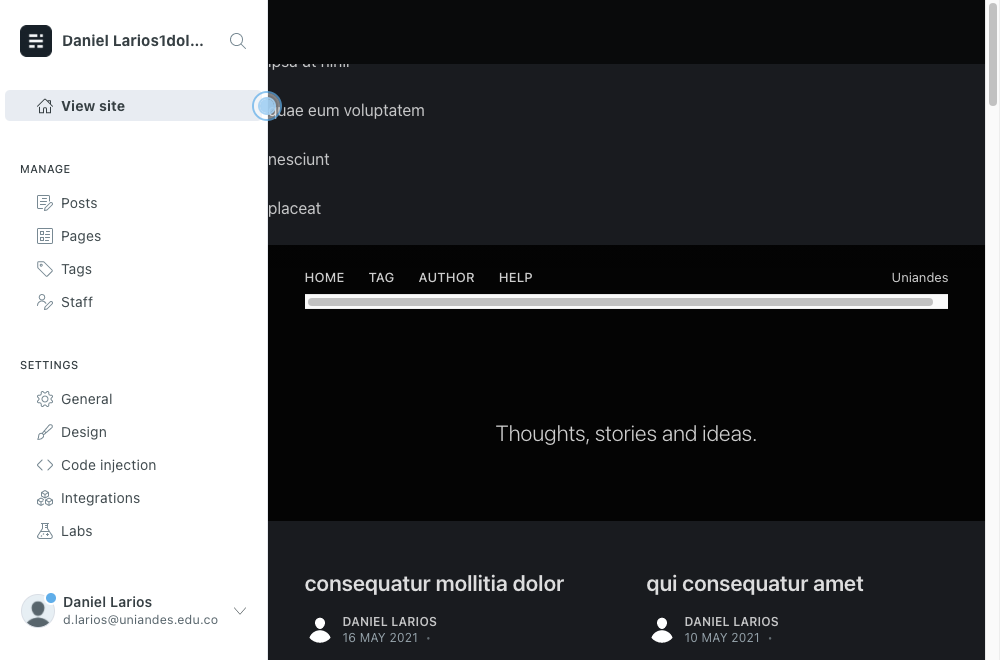 Daniel Larios1dol...
View site
MANAGE
Posts
Pages
Tags
Staff
SETTINGS
General
Design
Code injection
Integrations
Labs
Daniel Larios
d.larios@uniandes.edu.co
ipsa ut nihil
quae eum voluptatem
nesciunt
placeat
HOME TAG AUTHOR HELP Uniandes
Thoughts, stories and ideas.
consequatur mollitia dolor
DANIEL LARIOS
16 MAY 2021 •
qui consequatur amet
DANIEL LARIOS
10 MAY 2021 •